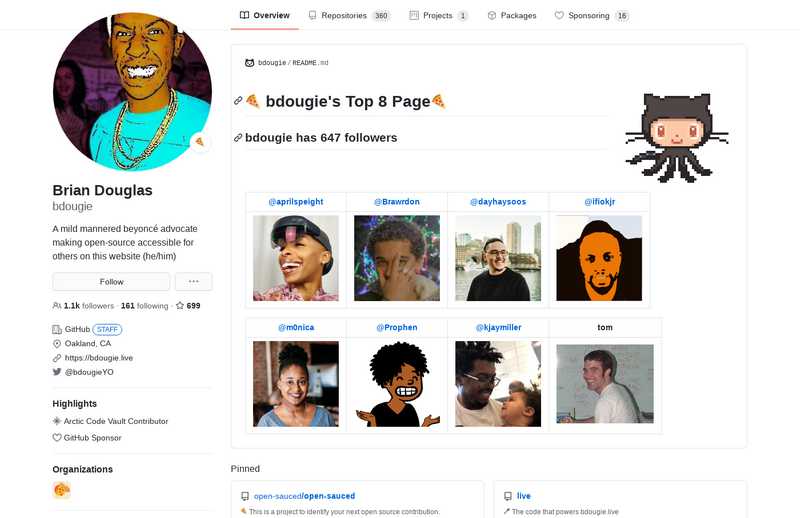 Overview
Repositories 360
Projects 1
Packages
Sponsoring 16
Brian Douglas
bdougie
A mild mannered beyoncé advocate
making open-source accessible for
others on this website (he/him)
Follow
1.1k followers · 161 following · 699
GitHub STAFF
Oakland, CA
https://bdougie.live
@bdougieYO
Highlights
Arctic Code Vault Contributor
GitHub Sponsor
Organizations
bdougie / README.md
bdougie's Top 8 Page
bdougie has 647 followers
@aprilspeight
@Brawrdon
@dayhaysoos
@ifiokjr
@m0nica
@Prophen
@kjaymiller
tom
Pinned
open-sauced/open-sauced
This is a project to identify your next open source contribution.
live
The code that powers bdougie.live